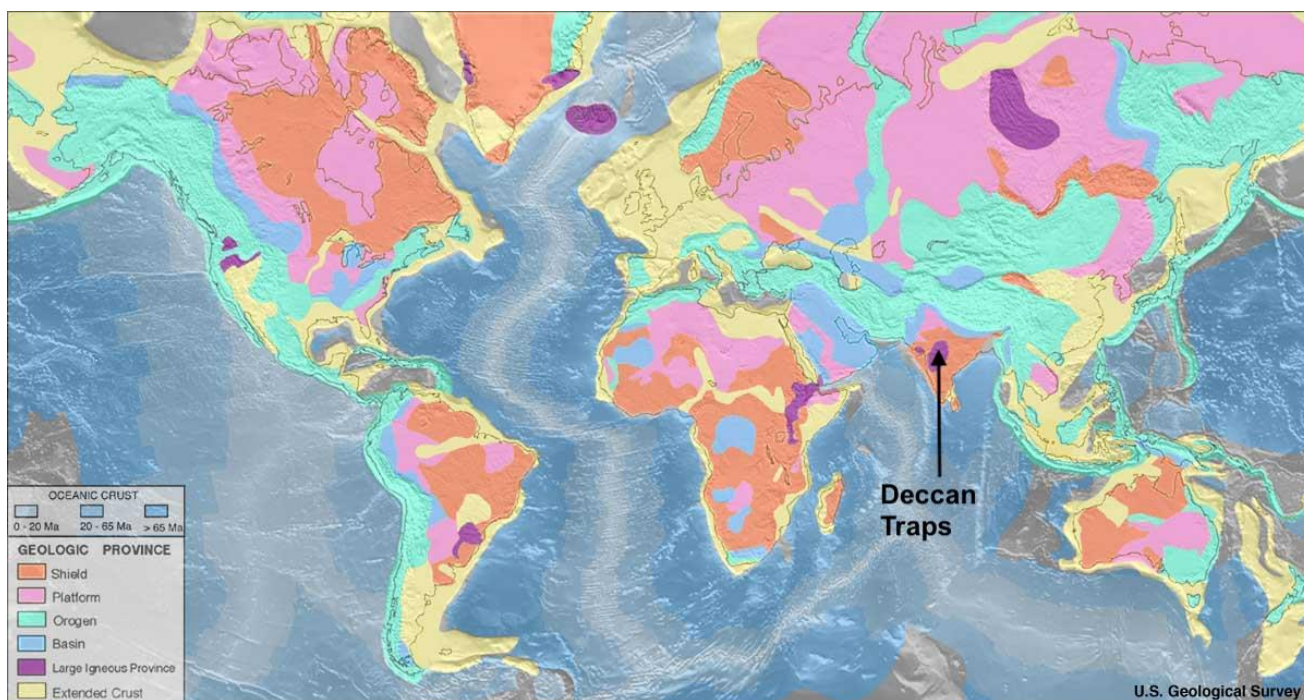 Deccan
Traps
OCEANIC CRUST
0 - 20 Ma 20 - 65 Ma > 65 Ma
GEOLOGIC PROVINCE
Shield
Platform
Orogen
Basin
Large Igneous Province
Extended Crust
U.S. Geological Survey